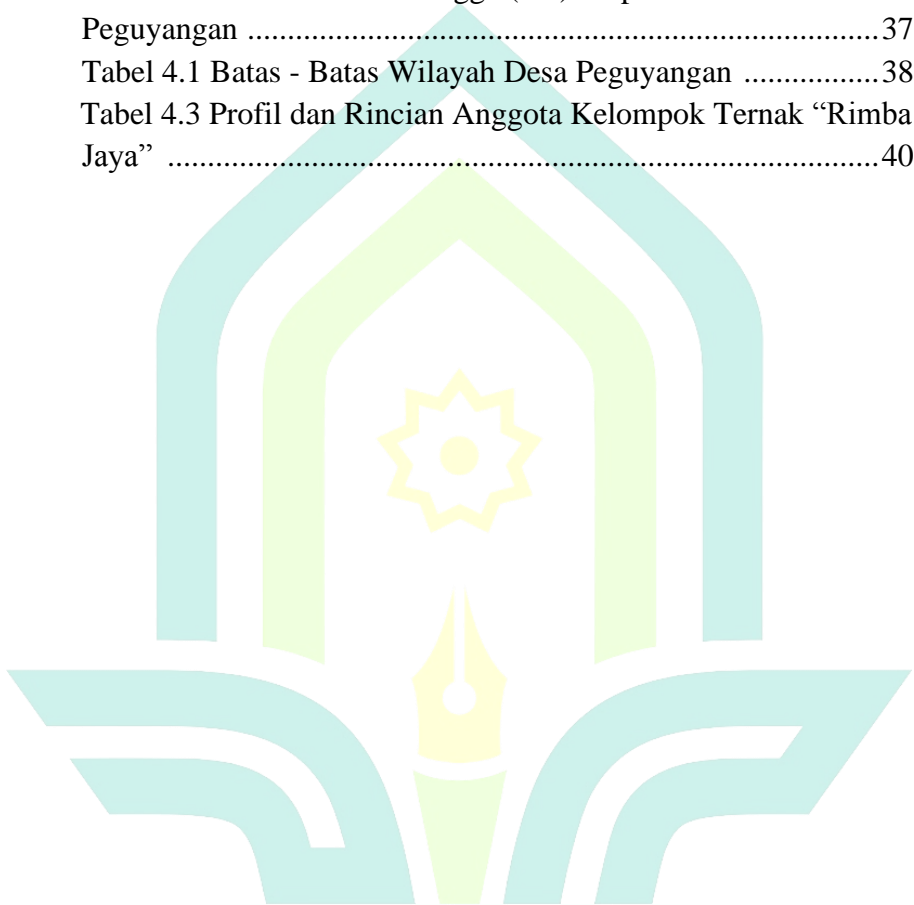 Peguyangan ...................................................................37
Tabel 4.1 Batas - Batas Wilayah Desa Peguyangan .................38
Tabel 4.3 Profil dan Rincian Anggota Kelompok Ternak “Rimba
Jaya” ...........................................................................40